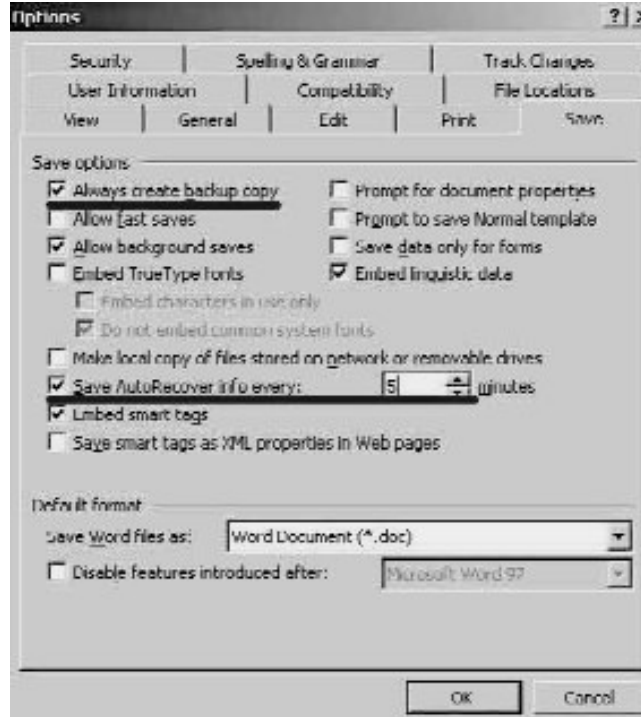 Options
Security Spelling & Grammar Track Changes
User Information Compatibility File Locations
View General Edit Print Save
Save options
Always create backup copy Prompt for document properties
Allow fast saves Prompt to save Normal template
Allow background saves Save data only for forms
Embed TrueType fonts Embed linguistic data
Embed characters in use only
Do not embed common system fonts
Make local copy of files stored on network or removable drives
Save AutoRecover info every: 5 minutes
Embed smart tags
Save smart tags as XML properties in Web pages
Default format
Save Word files as: Word Document (*.doc)
Disable features introduced after: Microsoft Word 97
OK Cancel